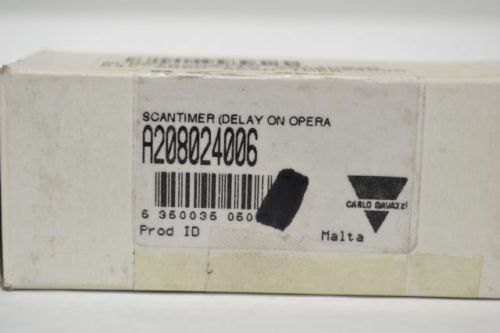 SCANTIMER (DELAY ON OPERA
A208024006
CARLO GAVAZZI
5 350035 050
Prod ID
Malta